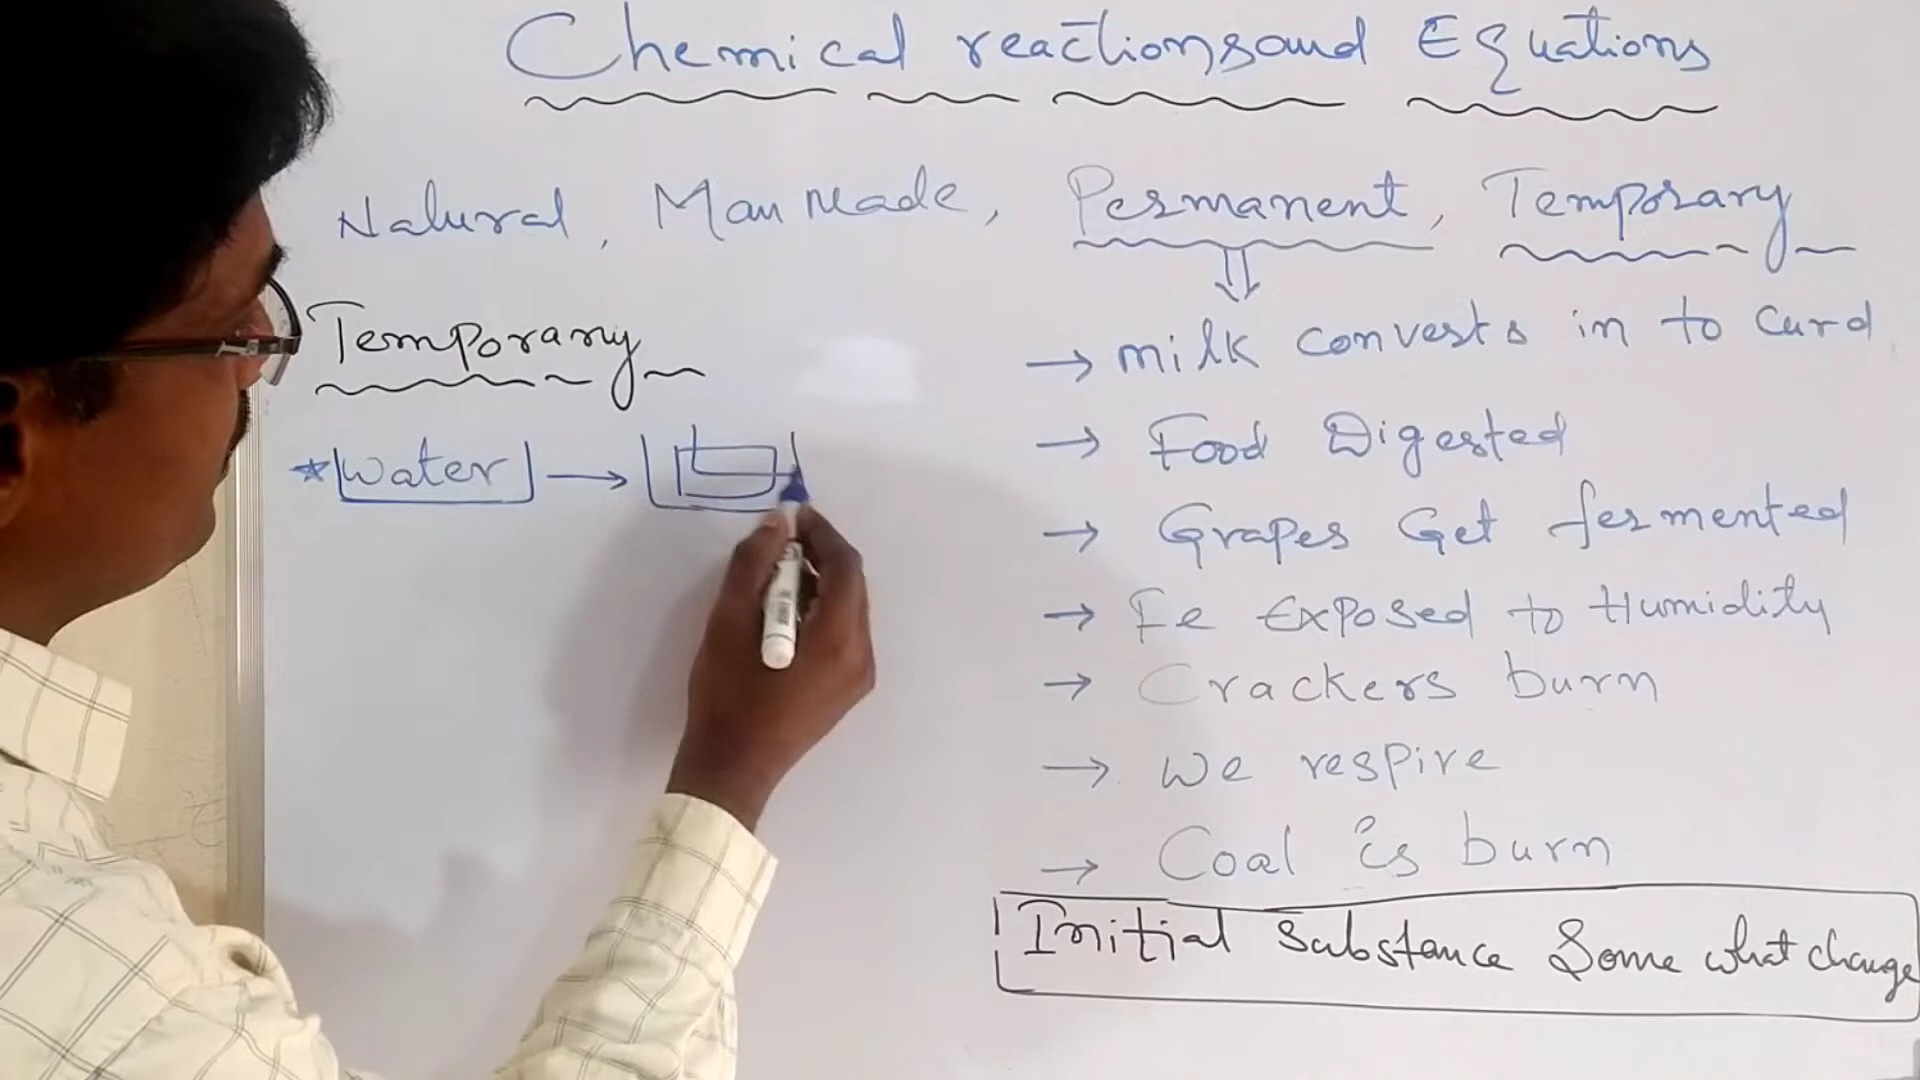 Chemical reactions and Equations
Natural, Man Made, Permanent, Temporary
Temporary
Water →
→ milk converts in to Curd
→ Food Digested
→ Grapes Get fermented
→ Fe Exposed to Humidity
→ Crackers burn
→ We respire
→ Coal is burn
Initial Substance Some what change